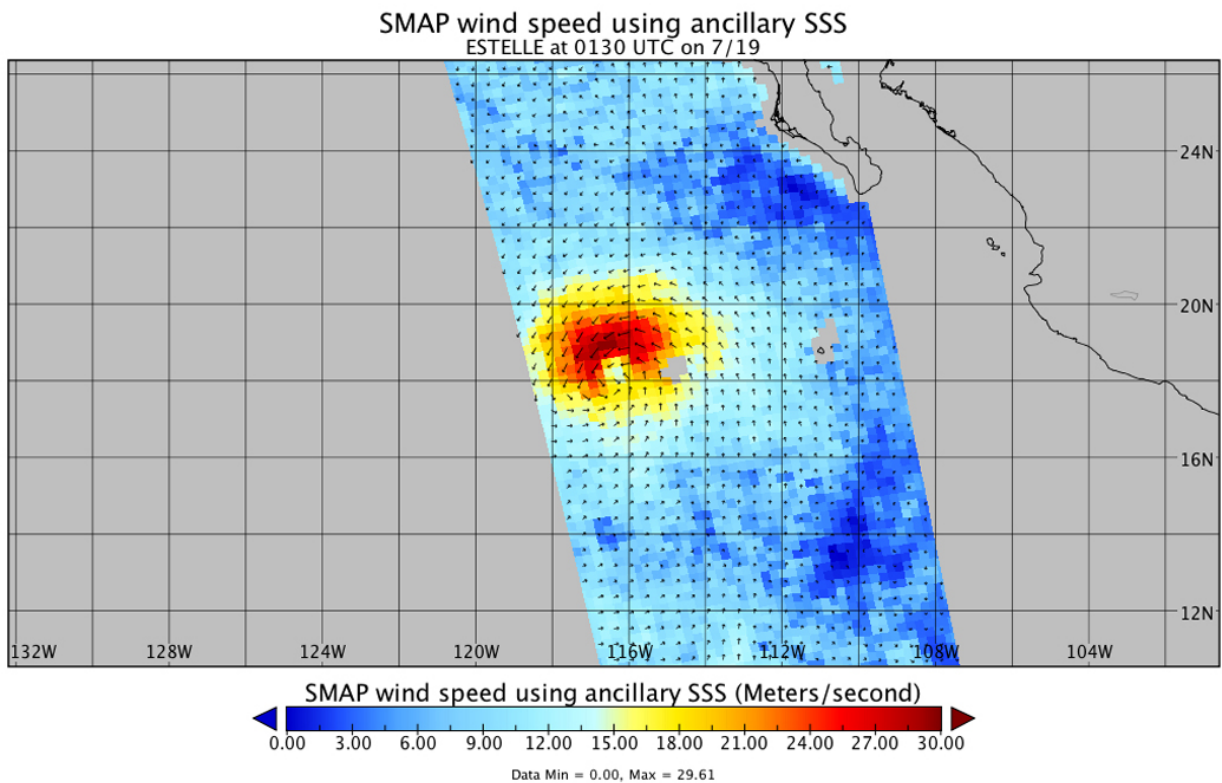 SMAP wind speed using ancillary SSS
ESTELLE at 0130 UTC on 7/19
24N
20N
16N
12N
132W 128W 124W 120W 116W 112W 108W 104W
SMAP wind speed using ancillary SSS (Meters/second)
0.00 3.00 6.00 9.00 12.00 15.00 18.00 21.00 24.00 27.00 30.00
Data Min = 0.00, Max = 29.61